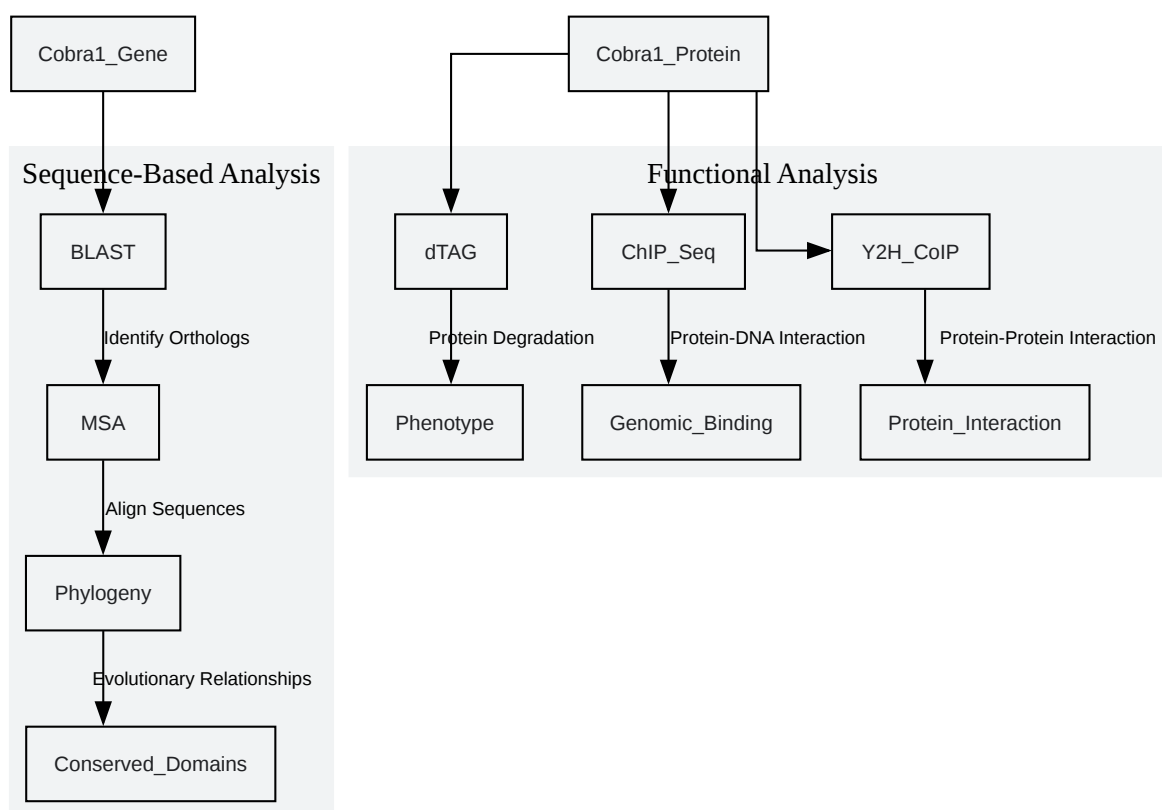 Cobra1_Gene
Cobra1_Protein
Sequence-Based Analysis
Functional Analysis
BLAST
dTAG
ChIP_Seq
Y2H_CoIP
Identify Orthologs
Protein Degradation
Protein-DNA Interaction
Protein-Protein Interaction
MSA
Phenotype
Genomic_Binding
Protein_Interaction
Align Sequences
Phylogeny
Evolutionary Relationships
Conserved_Domains